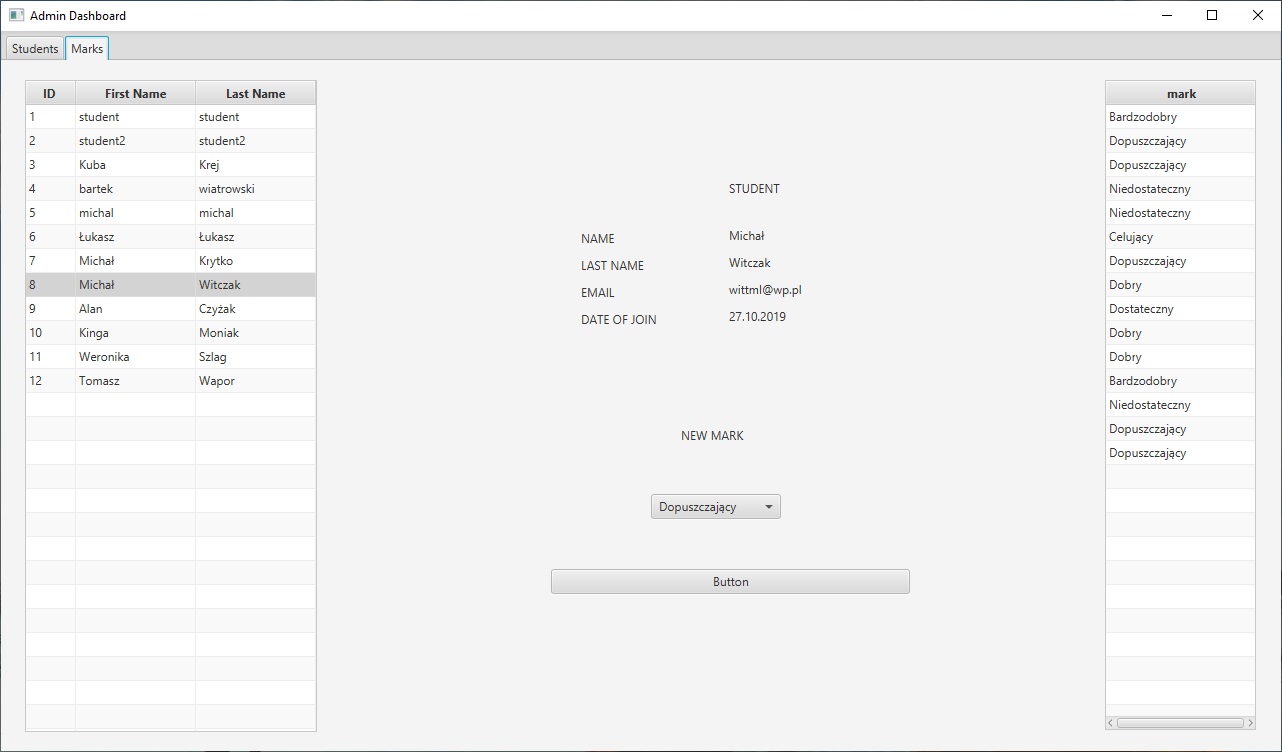 Admin Dashboard
Students Marks
ID First Name Last Name
1 student student
2 student2 student2
3 Kuba Krej
4 bartek wiatrowski
5 michal michal
6 Łukasz Łukasz
7 Michał Krytko
8 Michał Witczak
9 Alan Czyżak
10 Kinga Moniak
11 Weronika Szlag
12 Tomasz Wapor
STUDENT
NAME Michał
LAST NAME Witczak
EMAIL wittml@wp.pl
DATE OF JOIN 27.10.2019
NEW MARK
Dopuszczający
Button
mark
Bardzodobry
Dopuszczający
Dopuszczający
Niedostateczny
Niedostateczny
Celujący
Dopuszczający
Dobry
Dostateczny
Dobry
Dobry
Bardzodobry
Niedostateczny
Dopuszczający
Dopuszczający